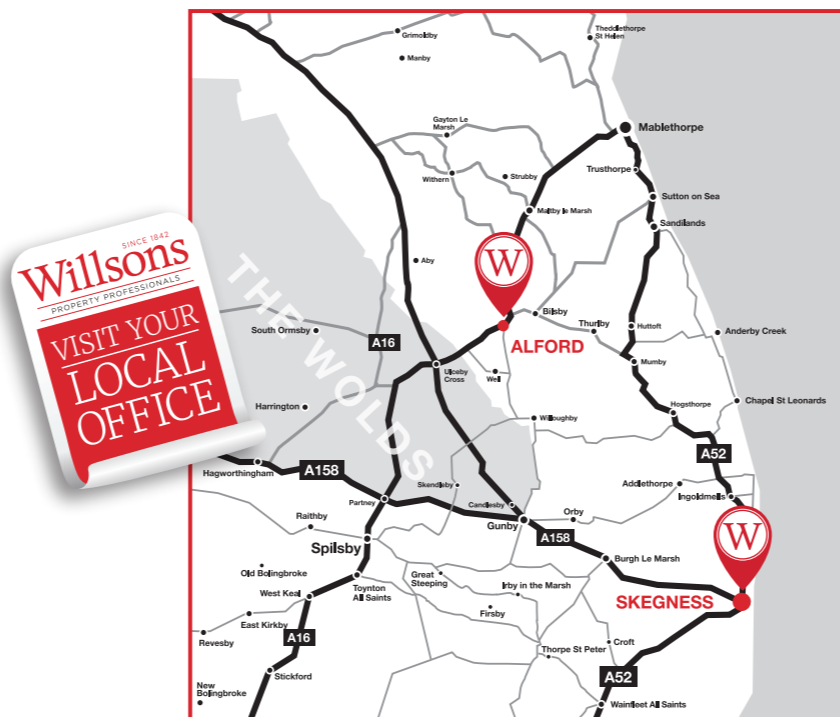 Grimoldby
Manby
Theddlethorpe
St Helen
Gayton Le
Marsh
Mablethorpe
Withern
Strubby
Trusthorpe
Maltby le Marsh
Sutton on Sea
Sandilands
SINCE 1842
Willsons
PROPERTY PROFESSIONALS
VISIT YOUR
LOCAL
OFFICE
THE WOLDS
Aby
W
South Ormsby
A16
Bilsby
Thurlby
Huttoft
Anderby Creek
ALFORD
Ulceby
Cross
Well
Mumby
Harrington
Willoughby
Hogsthorpe
Chapel St Leonards
A52
Hagworthingham
A158
Skendleby
Addlethorpe
Ingoldmells
Partney
Candlesby
Gunby
Orby
Raithby
Spilsby
A158
W
Burgh Le Marsh
Old Bolingbroke
Toynton
All Saints
Great
Steeping
Irby in the Marsh
SKEGNESS
West Keal
East Kirkby
Firsby
Revesby
A16
Croft
Thorpe St Peter
Stickford
A52
New
Bolingbroke
Wainfleet All Saints